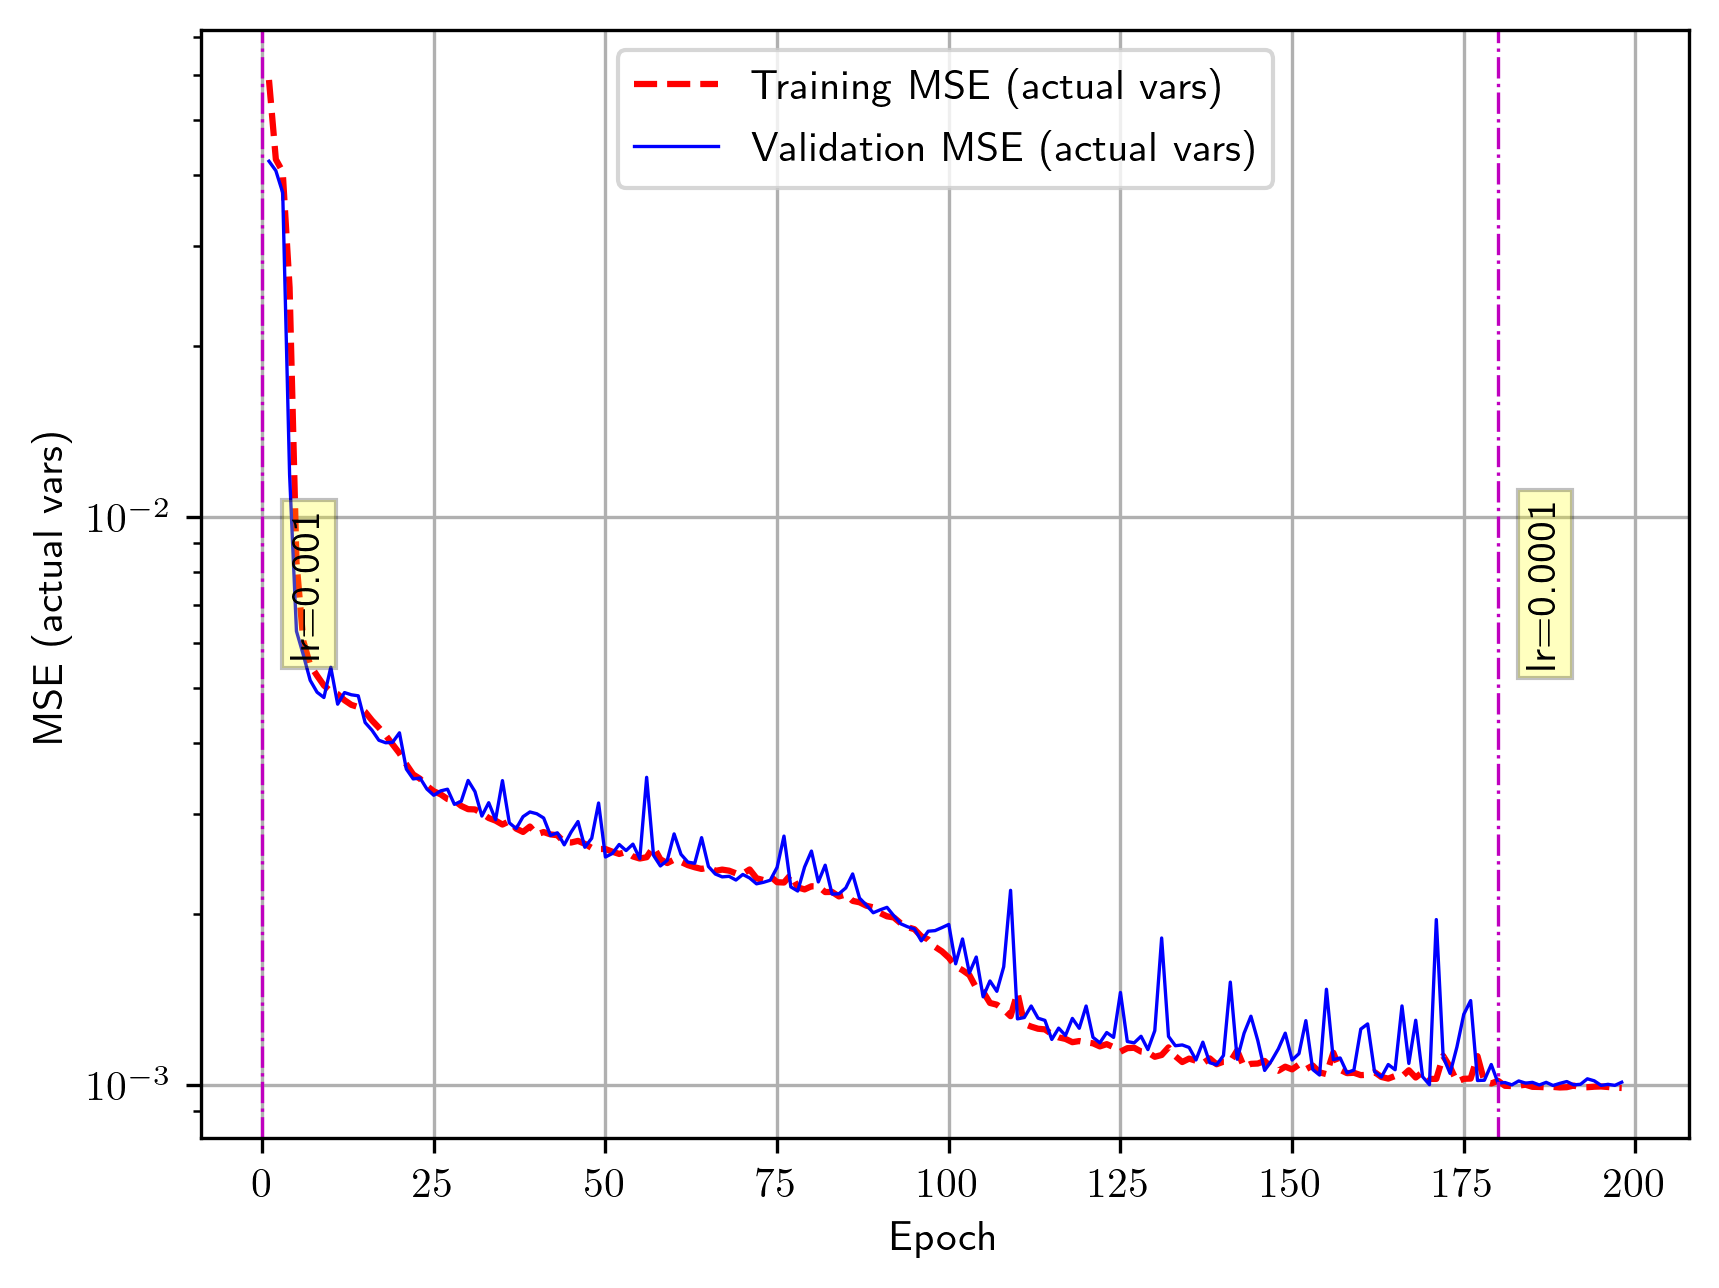 Training MSE (actual vars)
Validation MSE (actual vars)
MSE (actual vars)
10⁻²
10⁻³
lr=0.001
lr=0.0001
0 25 50 75 100 125 150 175 200
Epoch